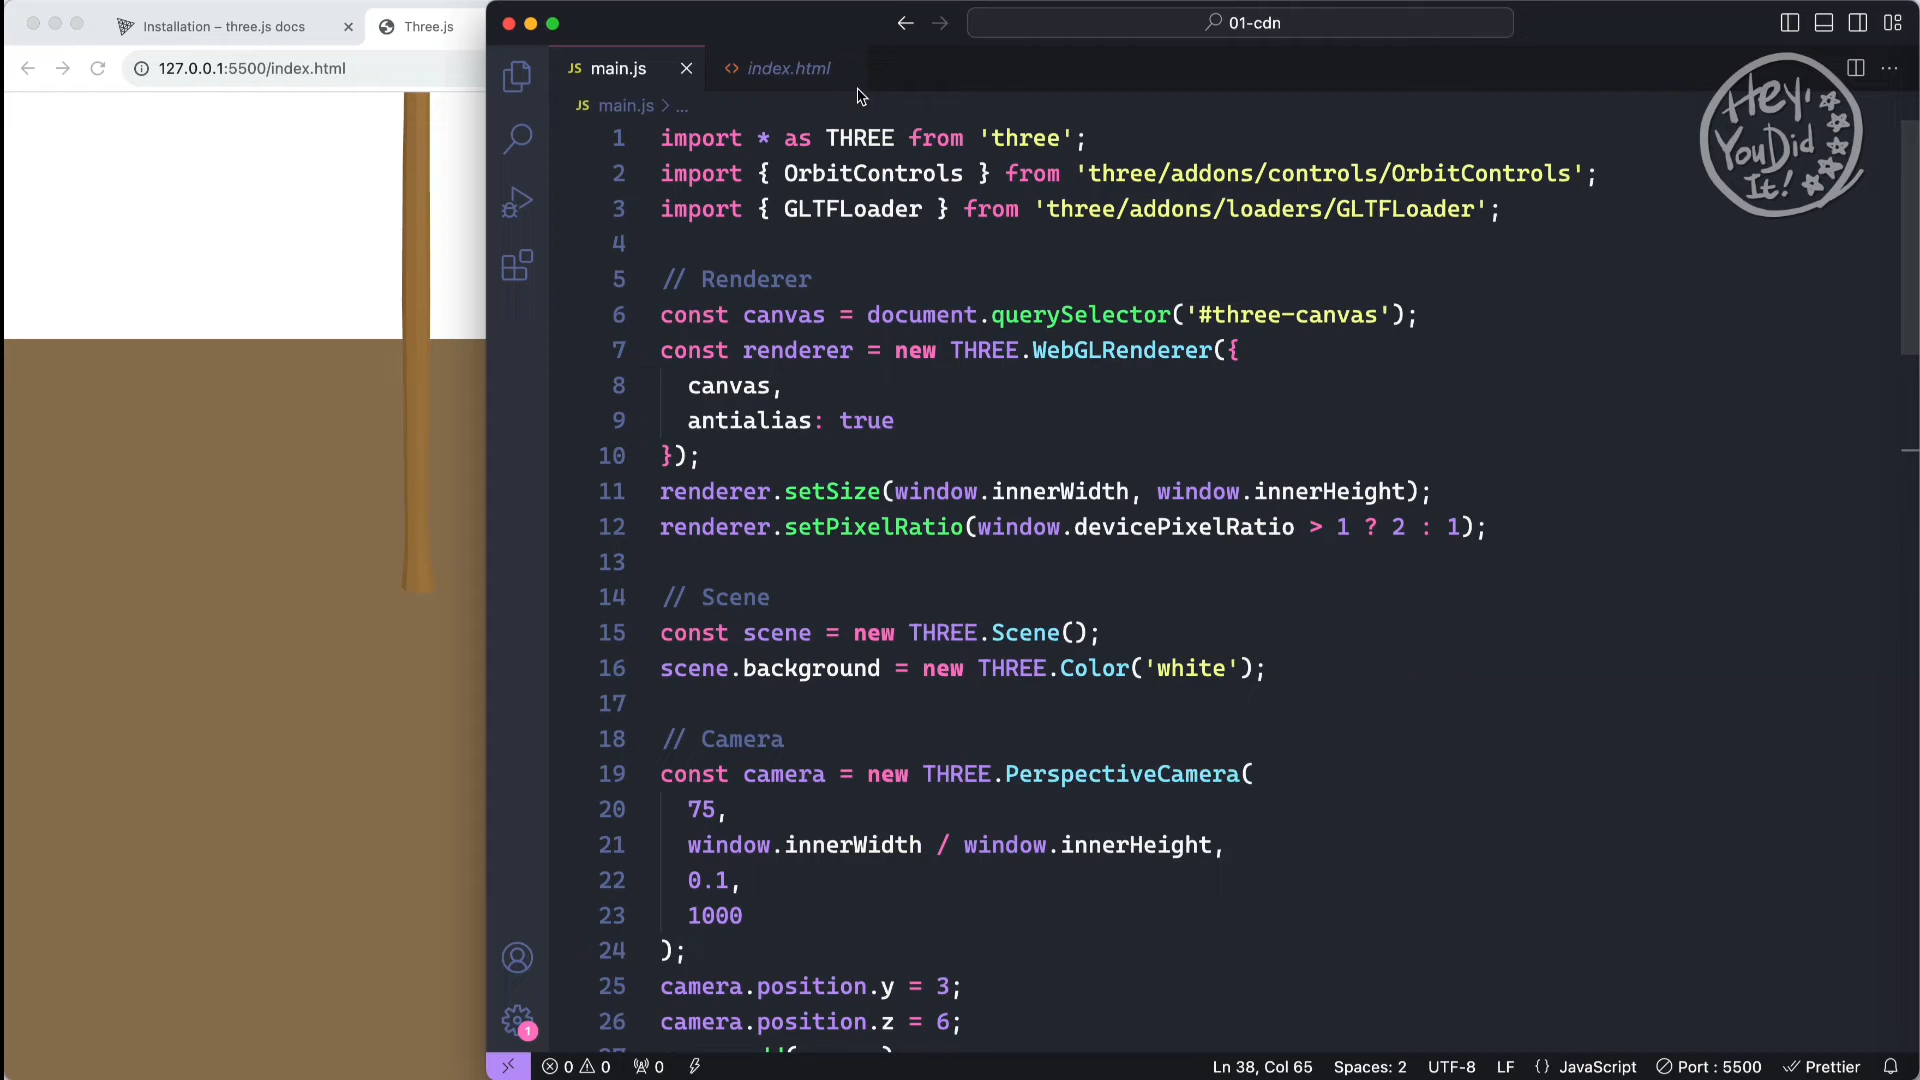 Installation – three.js docs
Three.js
127.0.0.1:5500/index.html
01-cdn
JS main.js
<> index.html
JS main.js > ...
1 import * as THREE from 'three';
2 import { OrbitControls } from 'three/addons/controls/OrbitControls';
3 import { GLTFLoader } from 'three/addons/loaders/GLTFLoader';
4
5 // Renderer
6 const canvas = document.querySelector('#three-canvas');
7 const renderer = new THREE.WebGLRenderer({
8 canvas,
9 antialias: true
10 });
11 renderer.setSize(window.innerWidth, window.innerHeight);
12 renderer.setPixelRatio(window.devicePixelRatio > 1 ? 2 : 1);
13
14 // Scene
15 const scene = new THREE.Scene();
16 scene.background = new THREE.Color('white');
17
18 // Camera
19 const camera = new THREE.PerspectiveCamera(
20 75,
21 window.innerWidth / window.innerHeight,
22 0.1,
23 1000
24 );
25 camera.position.y = 3;
26 camera.position.z = 6;
Hey,
You Did
It!
1
0 0 0
Ln 38, Col 65 Spaces: 2 UTF-8 LF {} JavaScript Port : 5500 Prettier